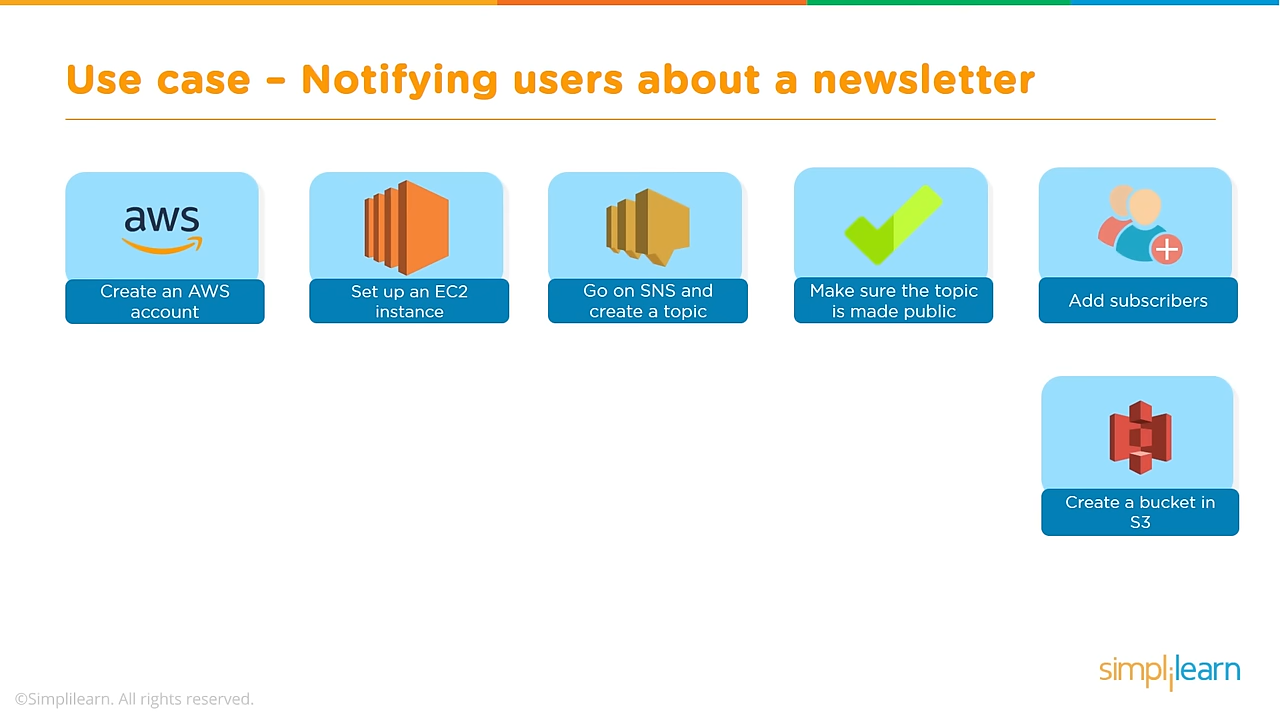 Use case – Notifying users about a newsletter
aws
Create an AWS
account
Set up an EC2
instance
Go on SNS and
create a topic
Make sure the topic
is made public
Add subscribers
Create a bucket in
S3
simplilearn
©Simplilearn. All rights reserved.